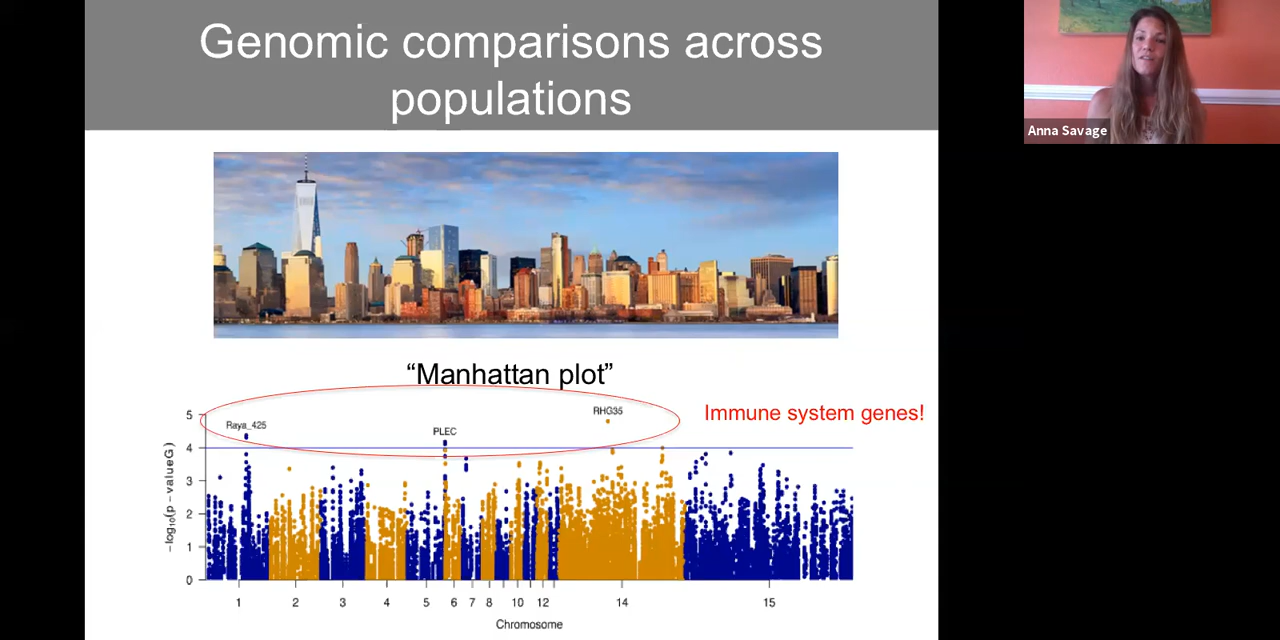 Genomic comparisons across
populations
Anna Savage
“Manhattan plot”
Immune system genes!
RHG35
Raya_425
PLEC
−log10(p − valueG)
5
4
3
2
1
0
1 2 3 4 5 6 7 8 10 12 14 15
Chromosome